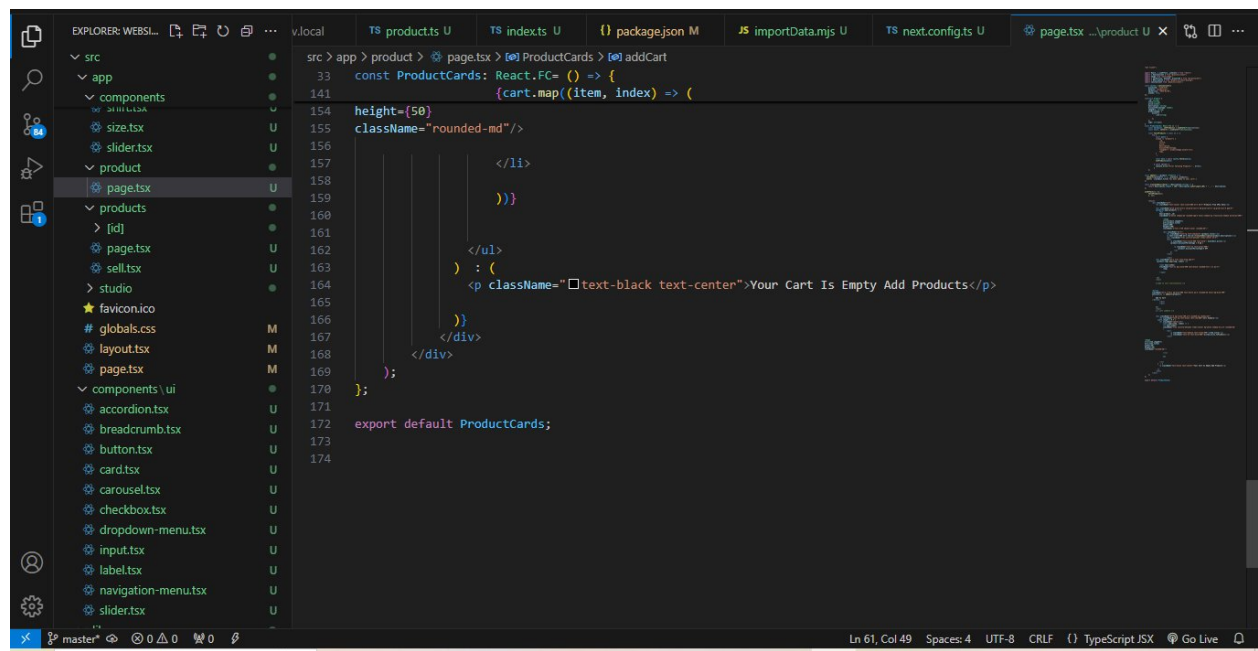 EXPLORER: WEBSI...
v.local
TS product.ts U
TS index.ts U
{} package.json M
JS importData.mjs U
TS next.config.ts U
page.tsx ...\product U
src
app
components
size.tsx U
slider.tsx U
product
page.tsx U
products
[id]
page.tsx U
sell.tsx U
studio
favicon.ico
# globals.css M
layout.tsx M
page.tsx M
components\ui
accordion.tsx U
breadcrumb.tsx U
button.tsx U
card.tsx U
carousel.tsx U
checkbox.tsx U
dropdown-menu.tsx U
input.tsx U
label.tsx U
navigation-menu.tsx U
slider.tsx U
84
1
src > app > product > page.tsx > ProductCards > addCart
33 const ProductCards: React.FC= () => {
141 {cart.map((item, index) => (
154 height={50}
155 className="rounded-md"/>
156
157 </li>
158
159 ))}
160
161
162 </ul>
163 ) : (
164 <p className="text-black text-center">Your Cart Is Empty Add Products</p>
165
166 )}
167 </div>
168 </div>
169 );
170 };
171
172 export default ProductCards;
173
174
master* 0 0 0
Ln 61, Col 49 Spaces: 4 UTF-8 CRLF {} TypeScript JSX Go Live